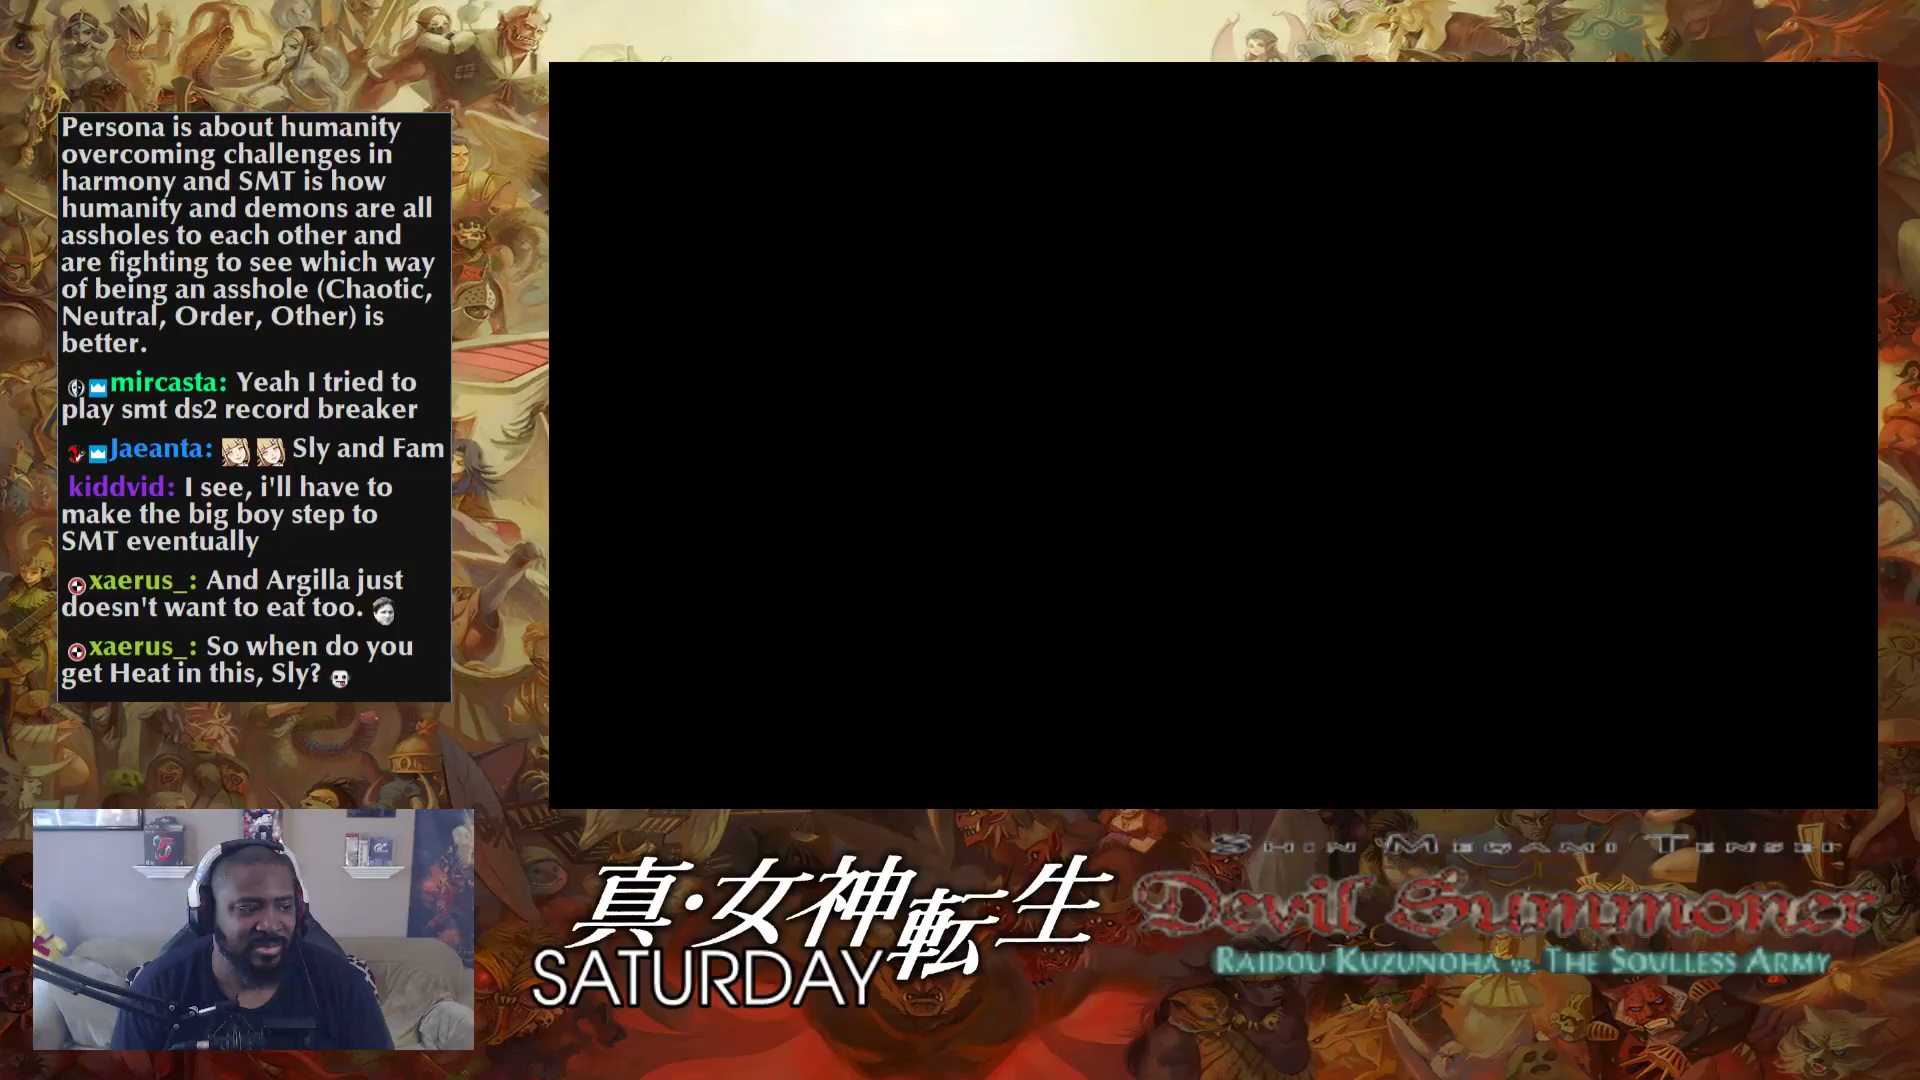 Persona is about humanity
overcoming challenges in
harmony and SMT is how
humanity and demons are all
assholes to each other and
are fighting to see which way
of being an asshole (Chaotic,
Neutral, Order, Other) is
better.
mircasta: Yeah I tried to
play smt ds2 record breaker
Jaeanta: Sly and Fam
kiddvid: I see, i'll have to
make the big boy step to
SMT eventually
xaerus_: And Argilla just
doesn't want to eat too.
xaerus_: So when do you
get Heat in this, Sly?
真・女神転生
SATURDAY
SHIN MEGAMI TENSEI
Devil Summoner
RAIDOU KUZUNOHA VS. THE SOULLESS ARMY